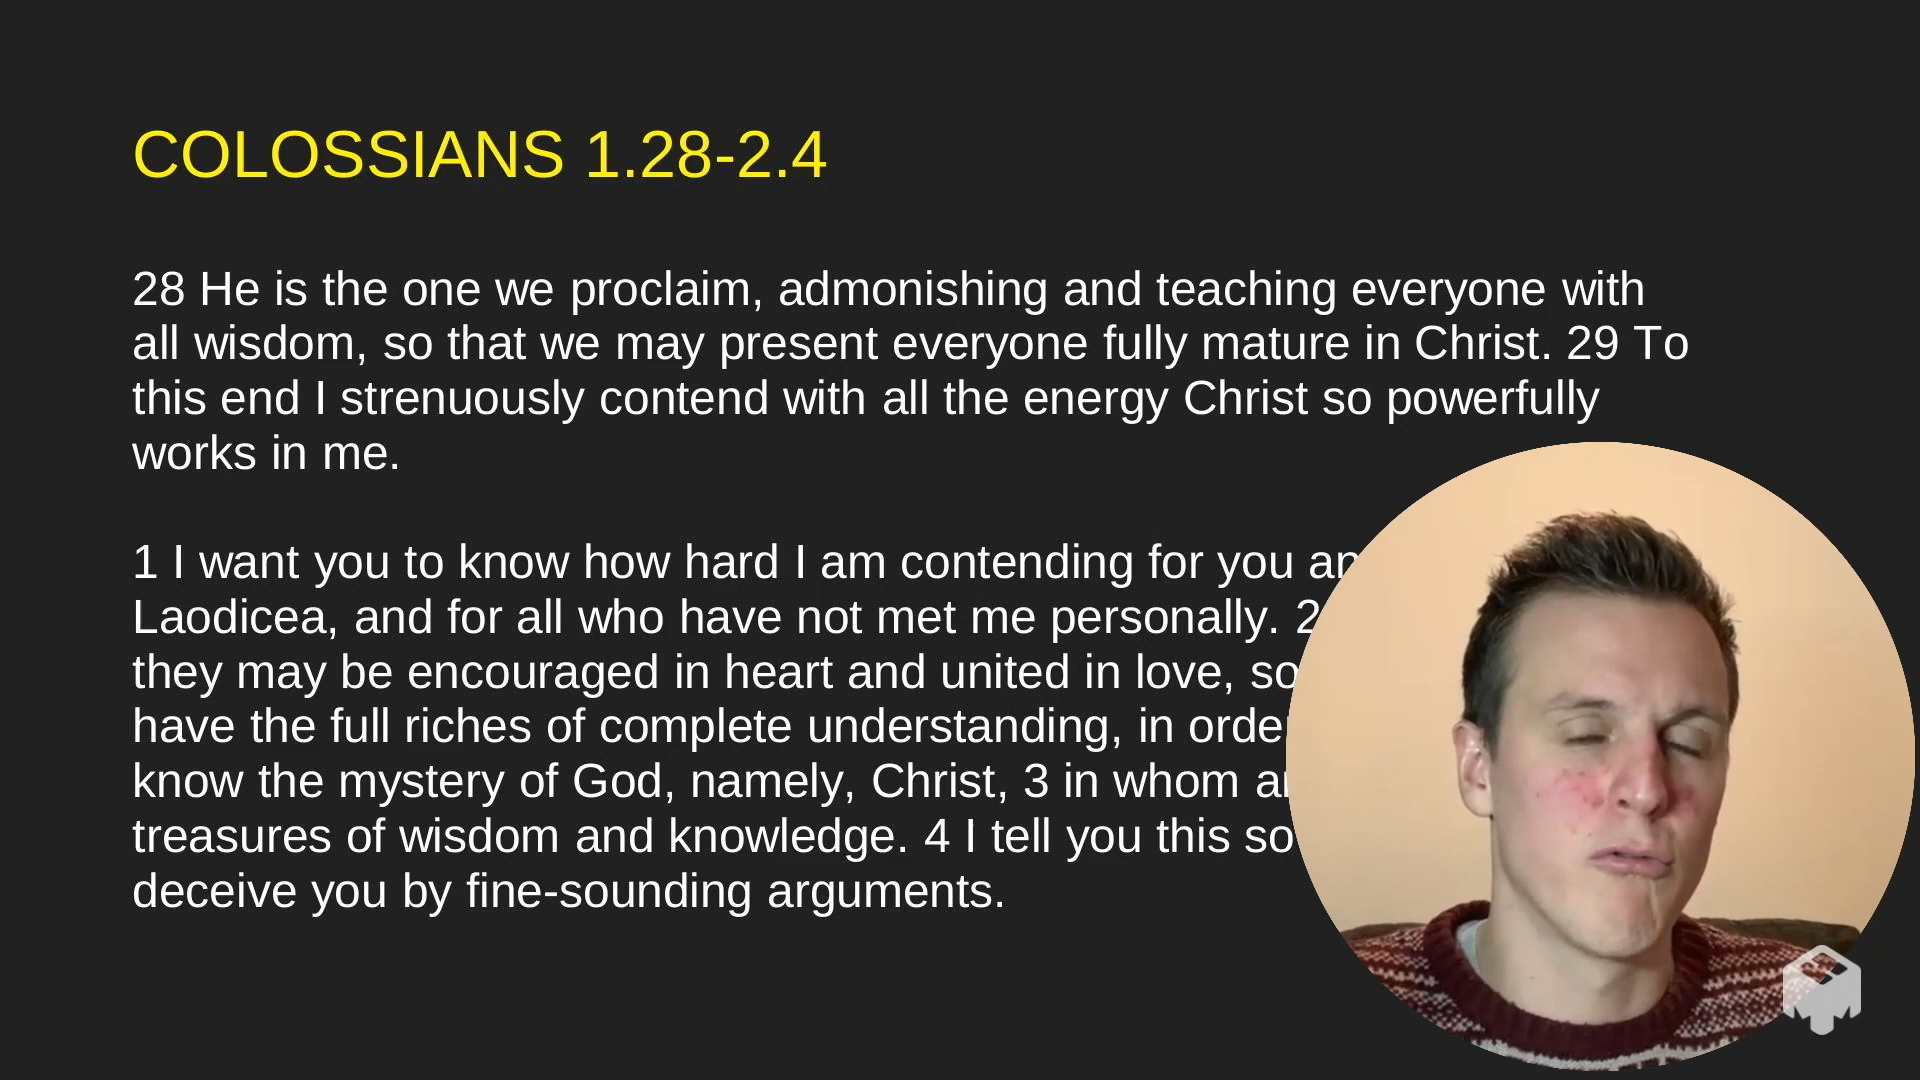 COLOSSIANS 1.28-2.4
28 He is the one we proclaim, admonishing and teaching everyone with
all wisdom, so that we may present everyone fully mature in Christ. 29 To
this end I strenuously contend with all the energy Christ so powerfully
works in me.
1 I want you to know how hard I am contending for you
Laodicea, and for all who have not met me personally. 2
they may be encouraged in heart and united in love, so
have the full riches of complete understanding, in
know the mystery of God, namely, Christ, 3 in whom
treasures of wisdom and knowledge. 4 I tell you this so
deceive you by fine-sounding arguments.